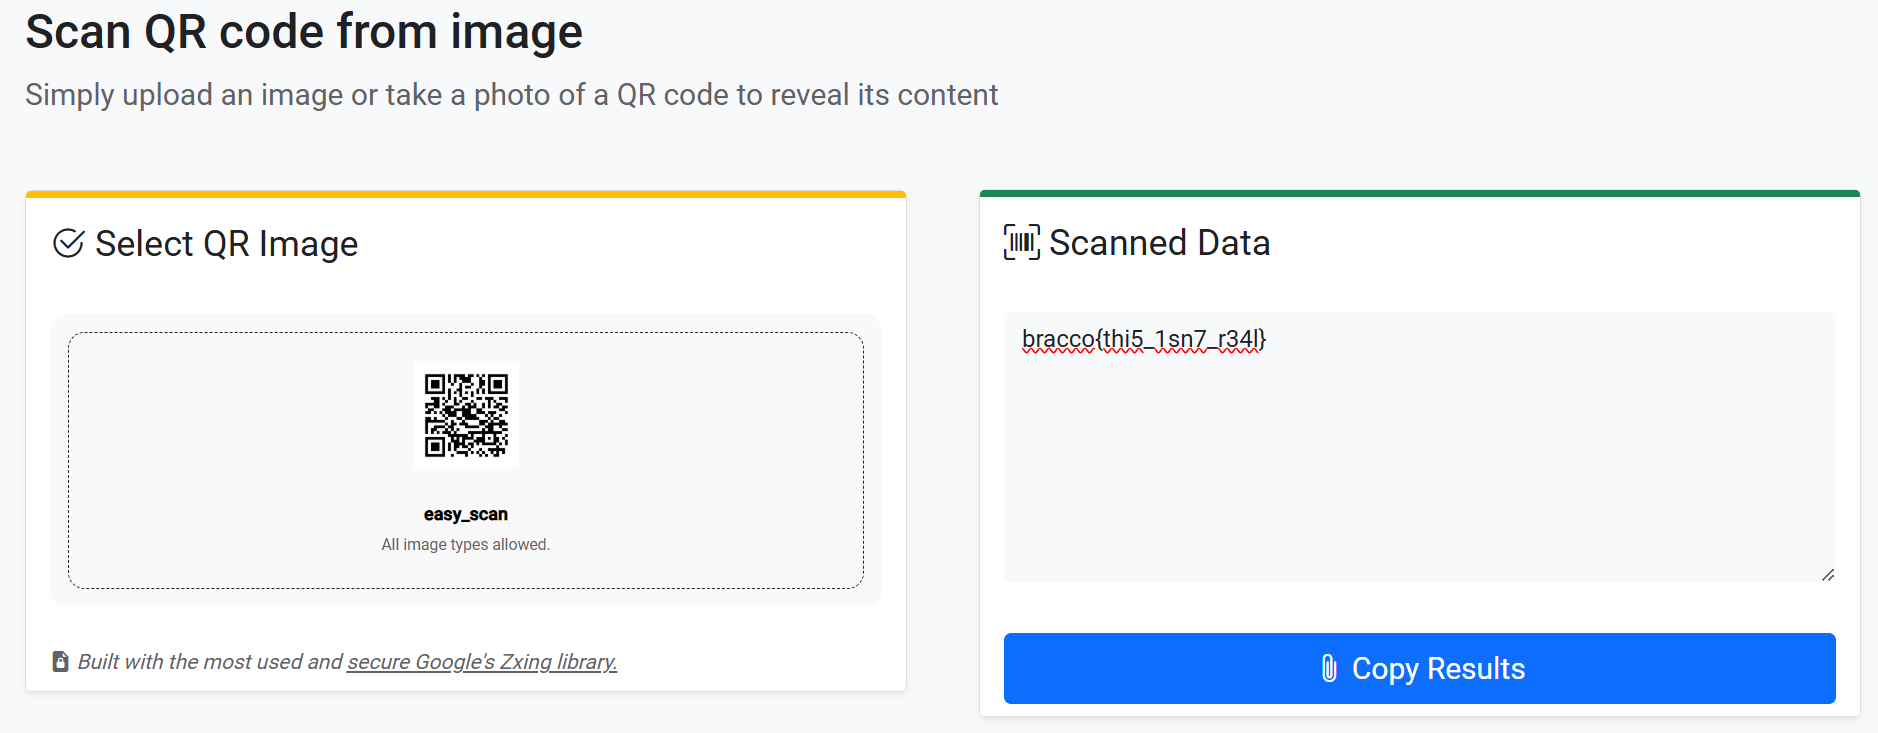 Scan QR code from image
Simply upload an image or take a photo of a QR code to reveal its content
Select QR Image
easy_scan
All image types allowed.
Built with the most used and secure Google's Zxing library.
Scanned Data
bracco{thi5_1sn7_r34l}
Copy Results